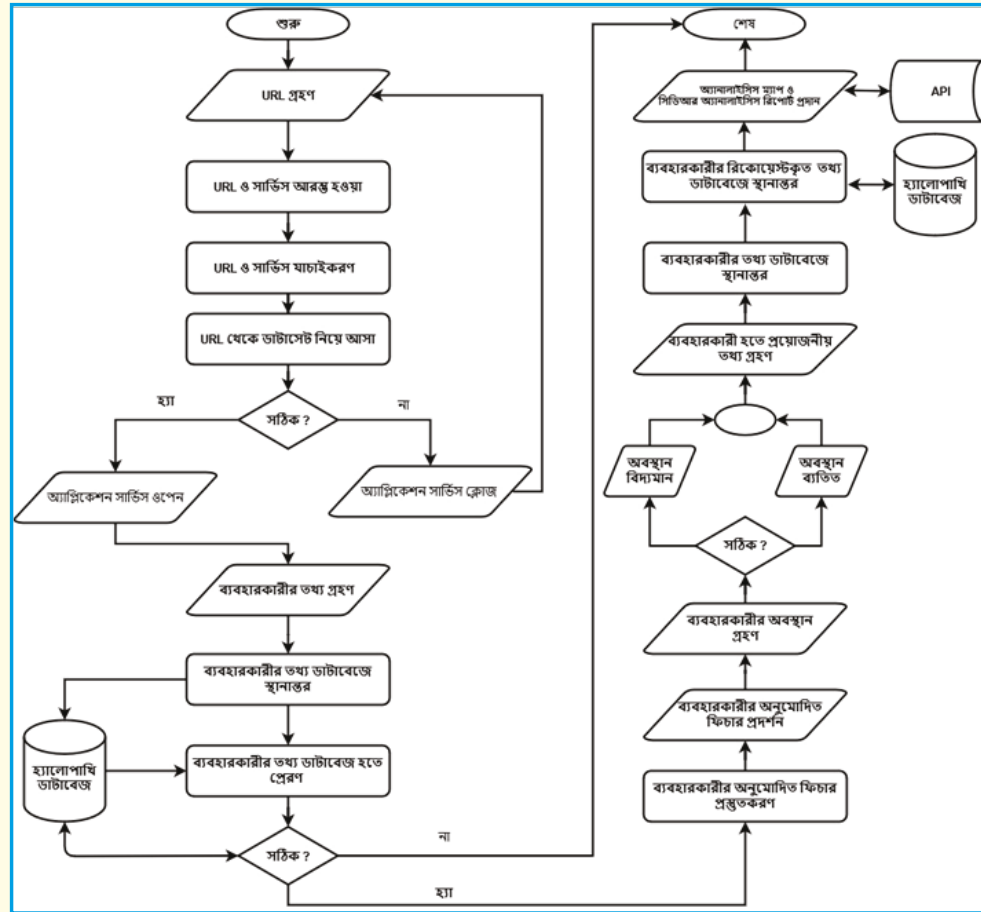 শুরু
URL গ্রহণ
URL ও সার্ভিস আরম্ভ হওয়া
URL ও সার্ভিস যাচাইকরণ
URL থেকে ডাটাসেট নিয়ে আসা
হ্যা
সঠিক ?
না
অ্যাপ্লিকেশন সার্ভিস ওপেন
অ্যাপ্লিকেশন সার্ভিস ক্লোজ
ব্যবহারকারীর তথ্য গ্রহণ
ব্যবহারকারীর তথ্য ডাটাবেজে
স্থানান্তর
হ্যালোপাখি
ডাটাবেজ
ব্যবহারকারীর তথ্য ডাটাবেজ হতে
প্রেরণ
সঠিক ?
না
হ্যা
ব্যবহারকারীর অনুমোদিত ফিচার
প্রস্তুতকরণ
ব্যবহারকারীর অনুমোদিত
ফিচার প্রদর্শন
ব্যবহারকারীর অবস্থান
গ্রহণ
সঠিক ?
অবস্থান
বিদ্যমান
অবস্থান
ব্যতিত
ব্যবহারকারী হতে প্রয়োজনীয়
তথ্য গ্রহণ
ব্যবহারকারীর তথ্য ডাটাবেজে
স্থানান্তর
ব্যবহারকারীর রিকোয়েস্টকৃত তথ্য
ডাটাবেজে স্থানান্তর
হ্যালোপাখি
ডাটাবেজ
অ্যানালাইসিস ম্যাপ ও
সিডিআর অ্যানালাইসিস রিপোর্ট প্রদান
API
শেষ